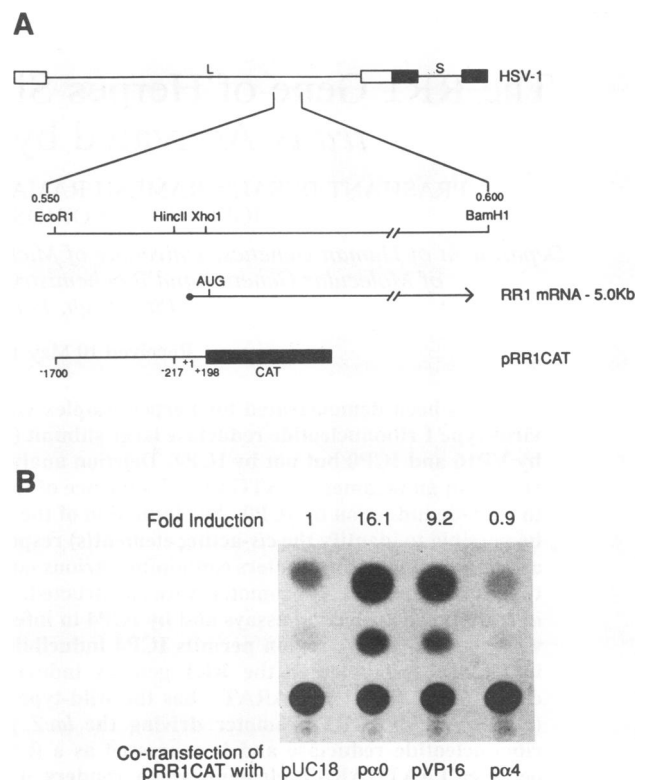 A
L
S
HSV-1
0.550
0.600
EcoR1
HincII Xho1
BamH1
AUG
RR1 mRNA - 5.0Kb
pRR1CAT
-1700
-217
+1
+198
CAT
B
Fold Induction 1 16.1 9.2 0.9
Co-transfection of
pRR1CAT with pUC18 pα0 pVP16 pα4